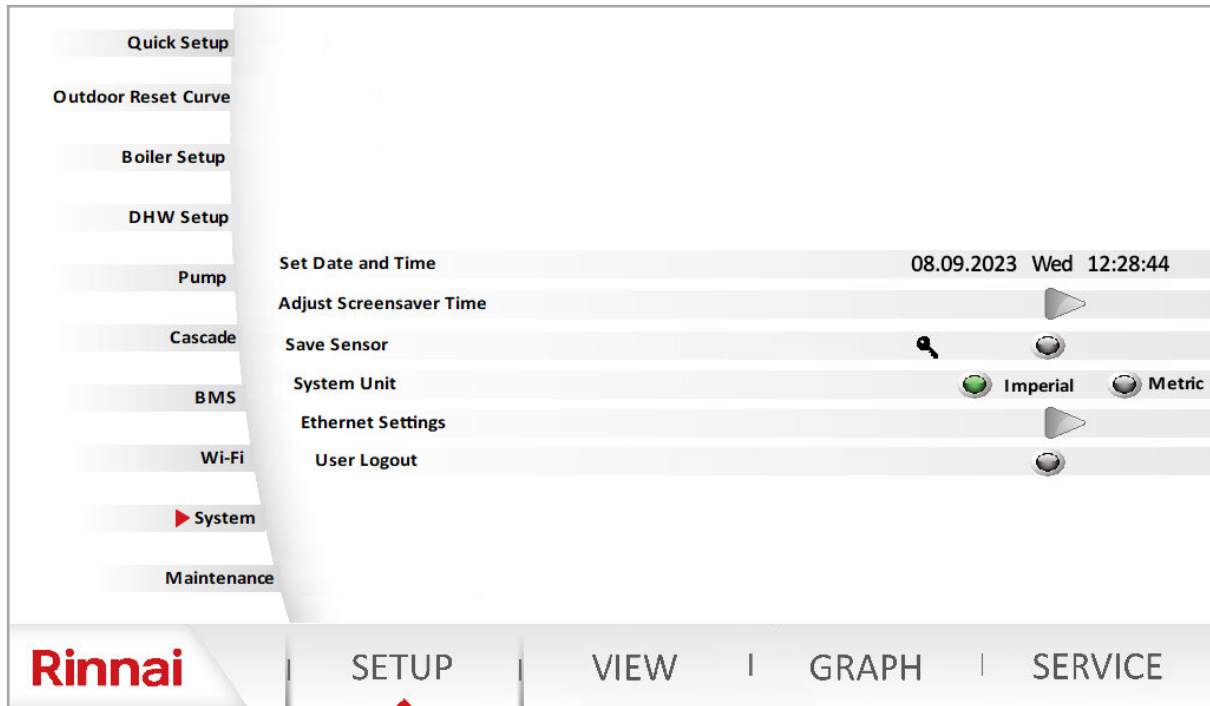 Quick Setup
Outdoor Reset Curve
Boiler Setup
DHW Setup
Pump
Cascade
BMS
Wi-Fi
System
Maintenance
Set Date and Time 08.09.2023 Wed 12:28:44
Adjust Screensaver Time
Save Sensor
System Unit Imperial Metric
Ethernet Settings
User Logout
Rinnai SETUP VIEW GRAPH SERVICE